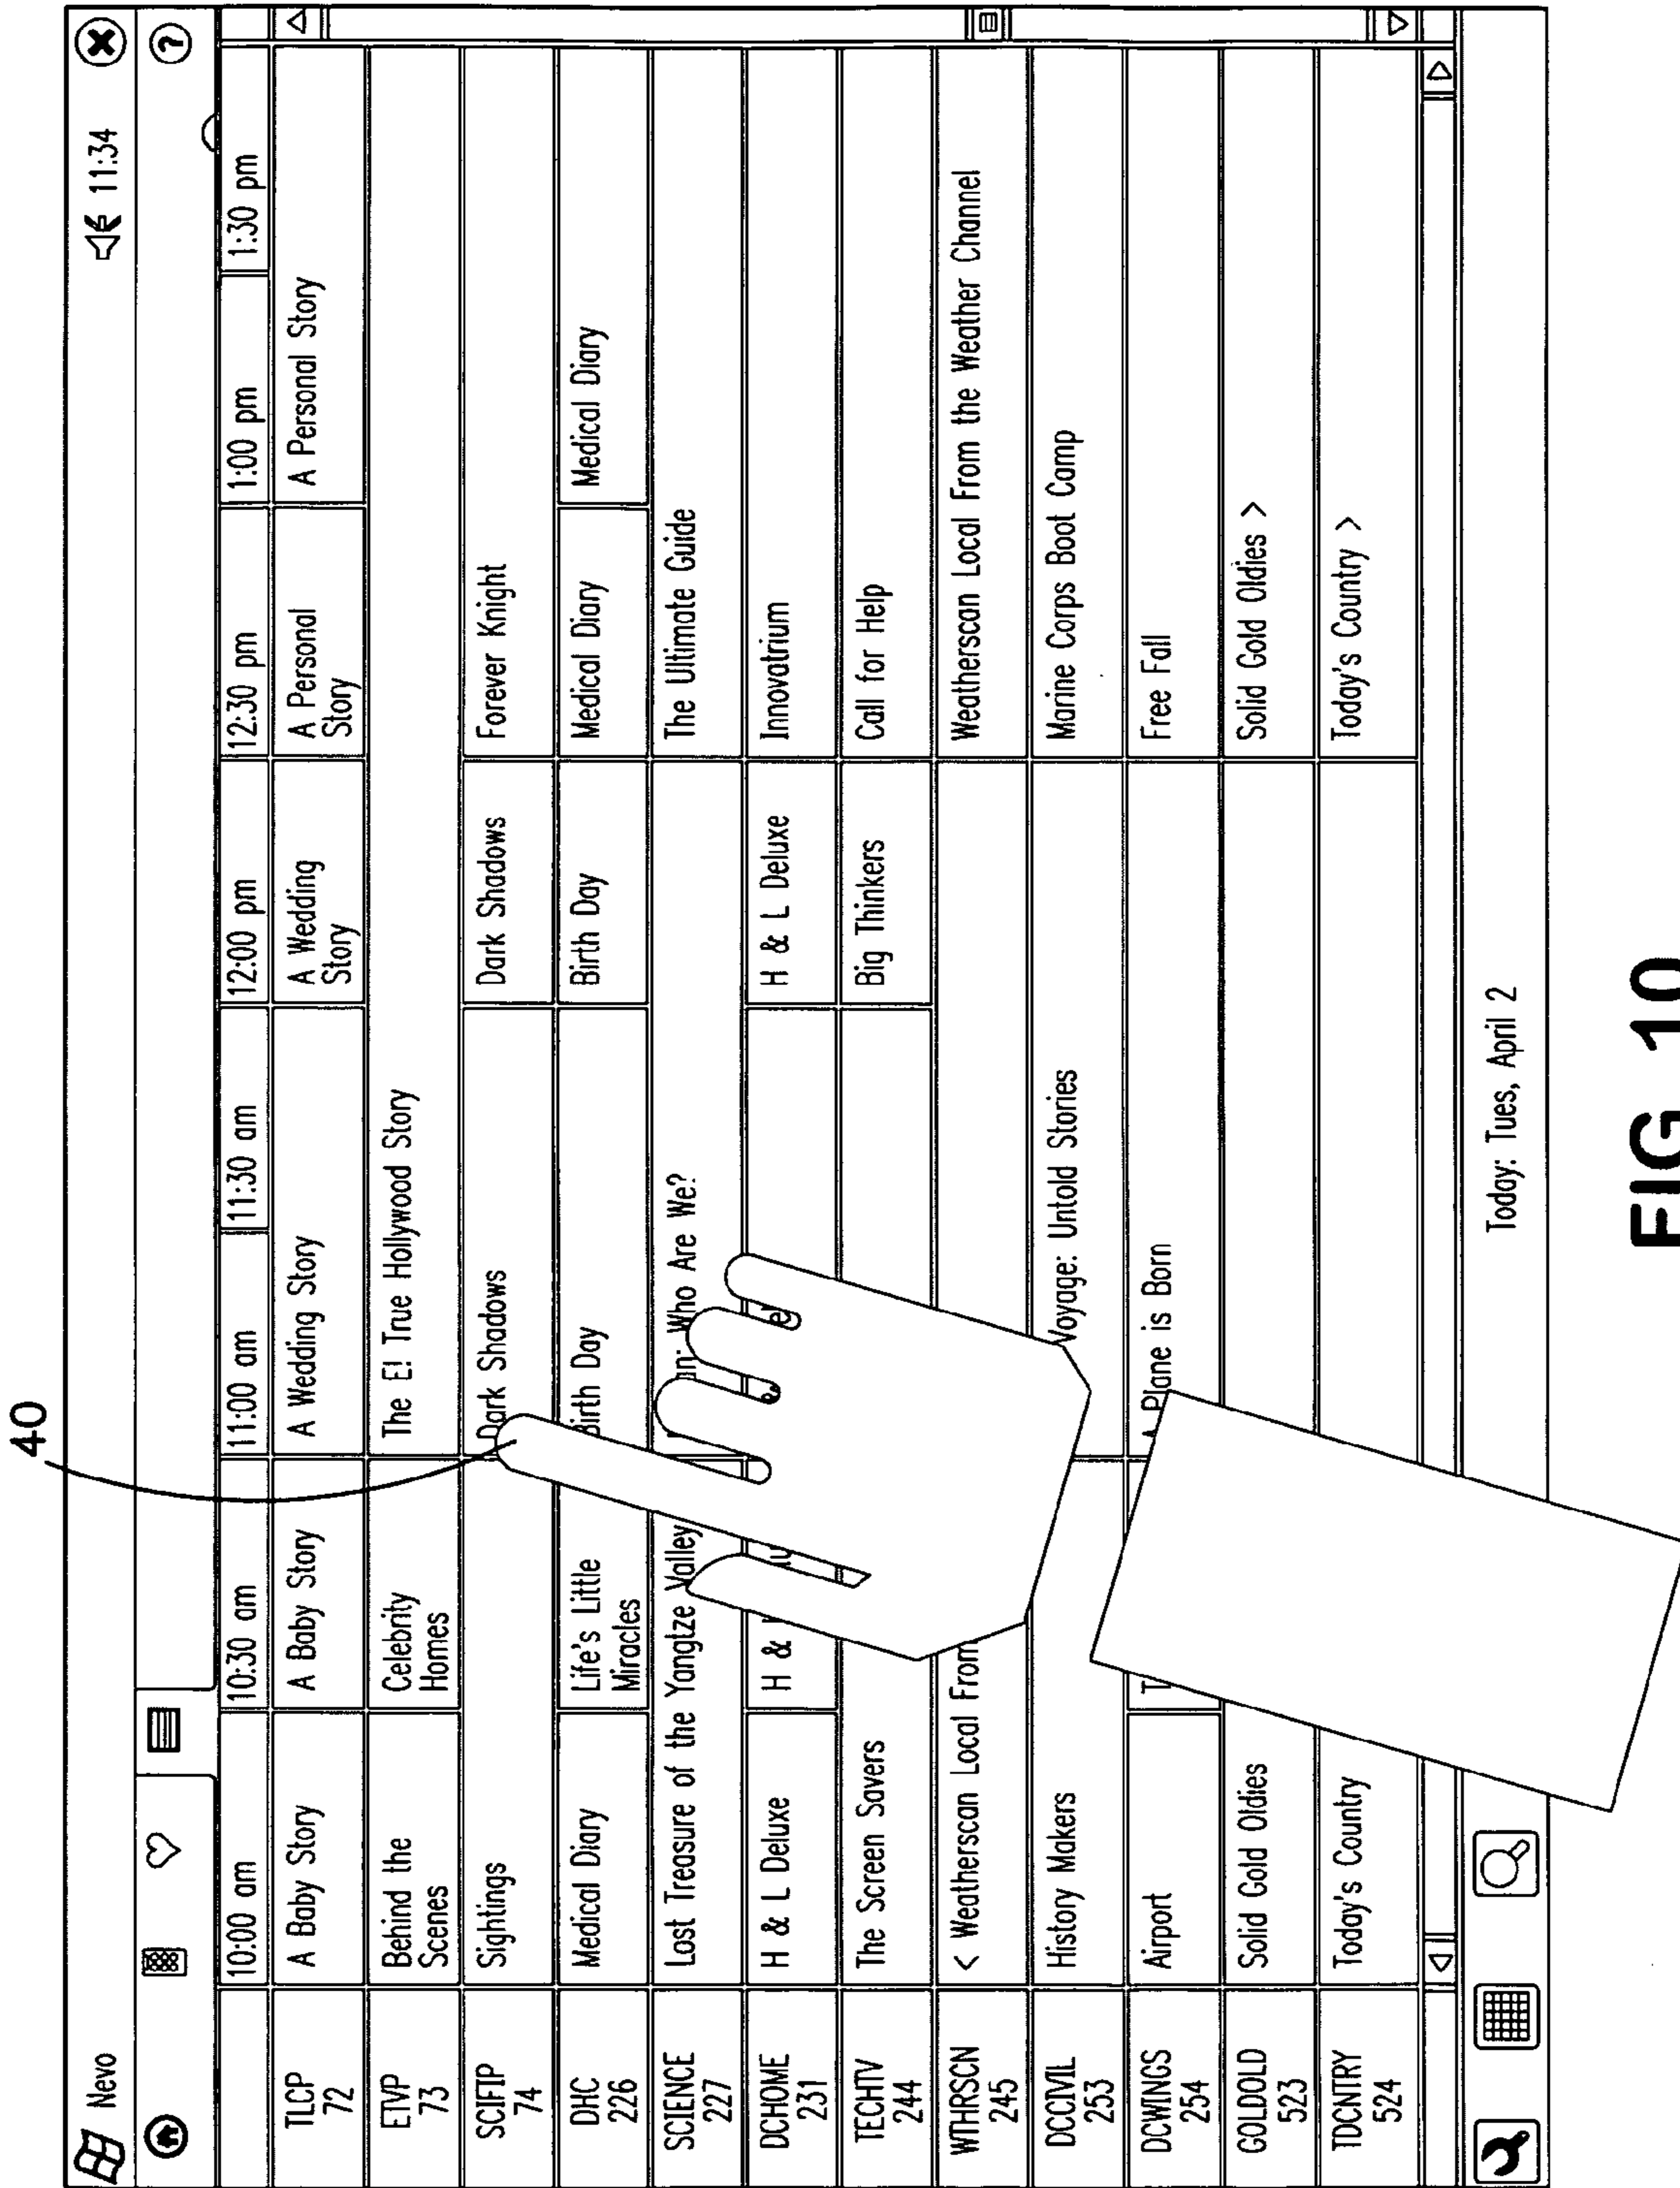 40
Nevo 11:34
10:00 am 10:30 am 11:00 am 11:30 am 12:00 pm 12:30 pm 1:00 pm 1:30 pm
TLCP
72
A Baby Story
A Baby Story
A Wedding Story
A Wedding
Story
A Personal
Story
A Personal Story
ETVP
73
Behind the
Scenes
Celebrity
Homes
The E! True Hollywood Story
SCIFIP
74
Sightings
Dark Shadows
Dark Shadows
Forever Knight
DHC
226
Medical Diary
Life's Little
Miracles
Birth Day
Birth Day
Medical Diary
Medical Diary
SCIENCE
227
Lost Treasure of the Yangtze Valley
Who Are We?
The Ultimate Guide
DCHOME
231
H & L Deluxe
H &
H & L Deluxe
Innovatrium
TECHTV
244
The Screen Savers
Big Thinkers
Call for Help
WTHRSCN
245
< Weatherscan Local From
Weatherscan Local From the Weather Channel
DCCIVIL
253
History Makers
Voyage: Untold Stories
Marine Corps Boot Camp
DCWINGS
254
Airport
A Plane is Born
Free Fall
GOLDOLD
523
Solid Gold Oldies
Solid Gold Oldies >
TDCNTRY
524
Today's Country
Today's Country >
Today: Tues, April 2
FIG 10